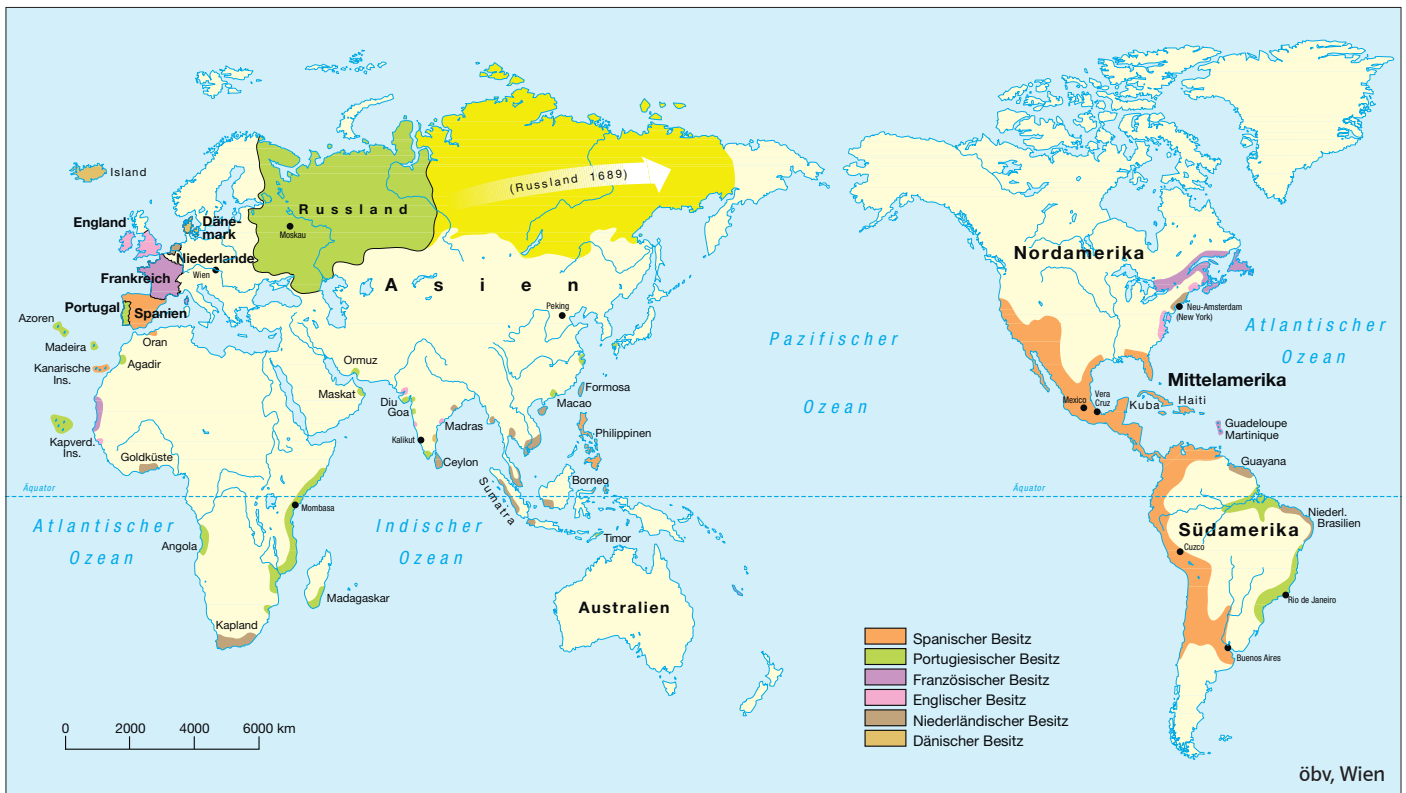 Island
England
Däne-
mark
Russland
Moskau
(Russland 1689)
Niederlande
Wien
Frankreich
Portugal
Spanien
Asien
Peking
Azoren
Madeira
Kanarische
Ins.
Oran
Agadir
Ormuz
Maskat
Diu
Goa
Kalikut
Madras
Ceylon
Macao
Formosa
Philippinen
Kapverd.
Ins.
Goldküste
Sumatra
Borneo
Äquator
Mombasa
Atlantischer
Ozean
Indischer
Ozean
Angola
Madagaskar
Timor
Kapland
Australien
Pazifischer
Ozean
Nordamerika
Neu-Amsterdam
(New York)
Atlantischer
Ozean
Mittelamerika
Mexico
Vera
Cruz
Kuba
Haiti
Guadeloupe
Martinique
Guayana
Äquator
Niederl.
Brasilien
Südamerika
Cuzco
Rio de Janeiro
Buenos Aires
Spanischer Besitz
Portugiesischer Besitz
Französischer Besitz
Englischer Besitz
Niederländischer Besitz
Dänischer Besitz
0 2000 4000 6000 km
öbv, Wien